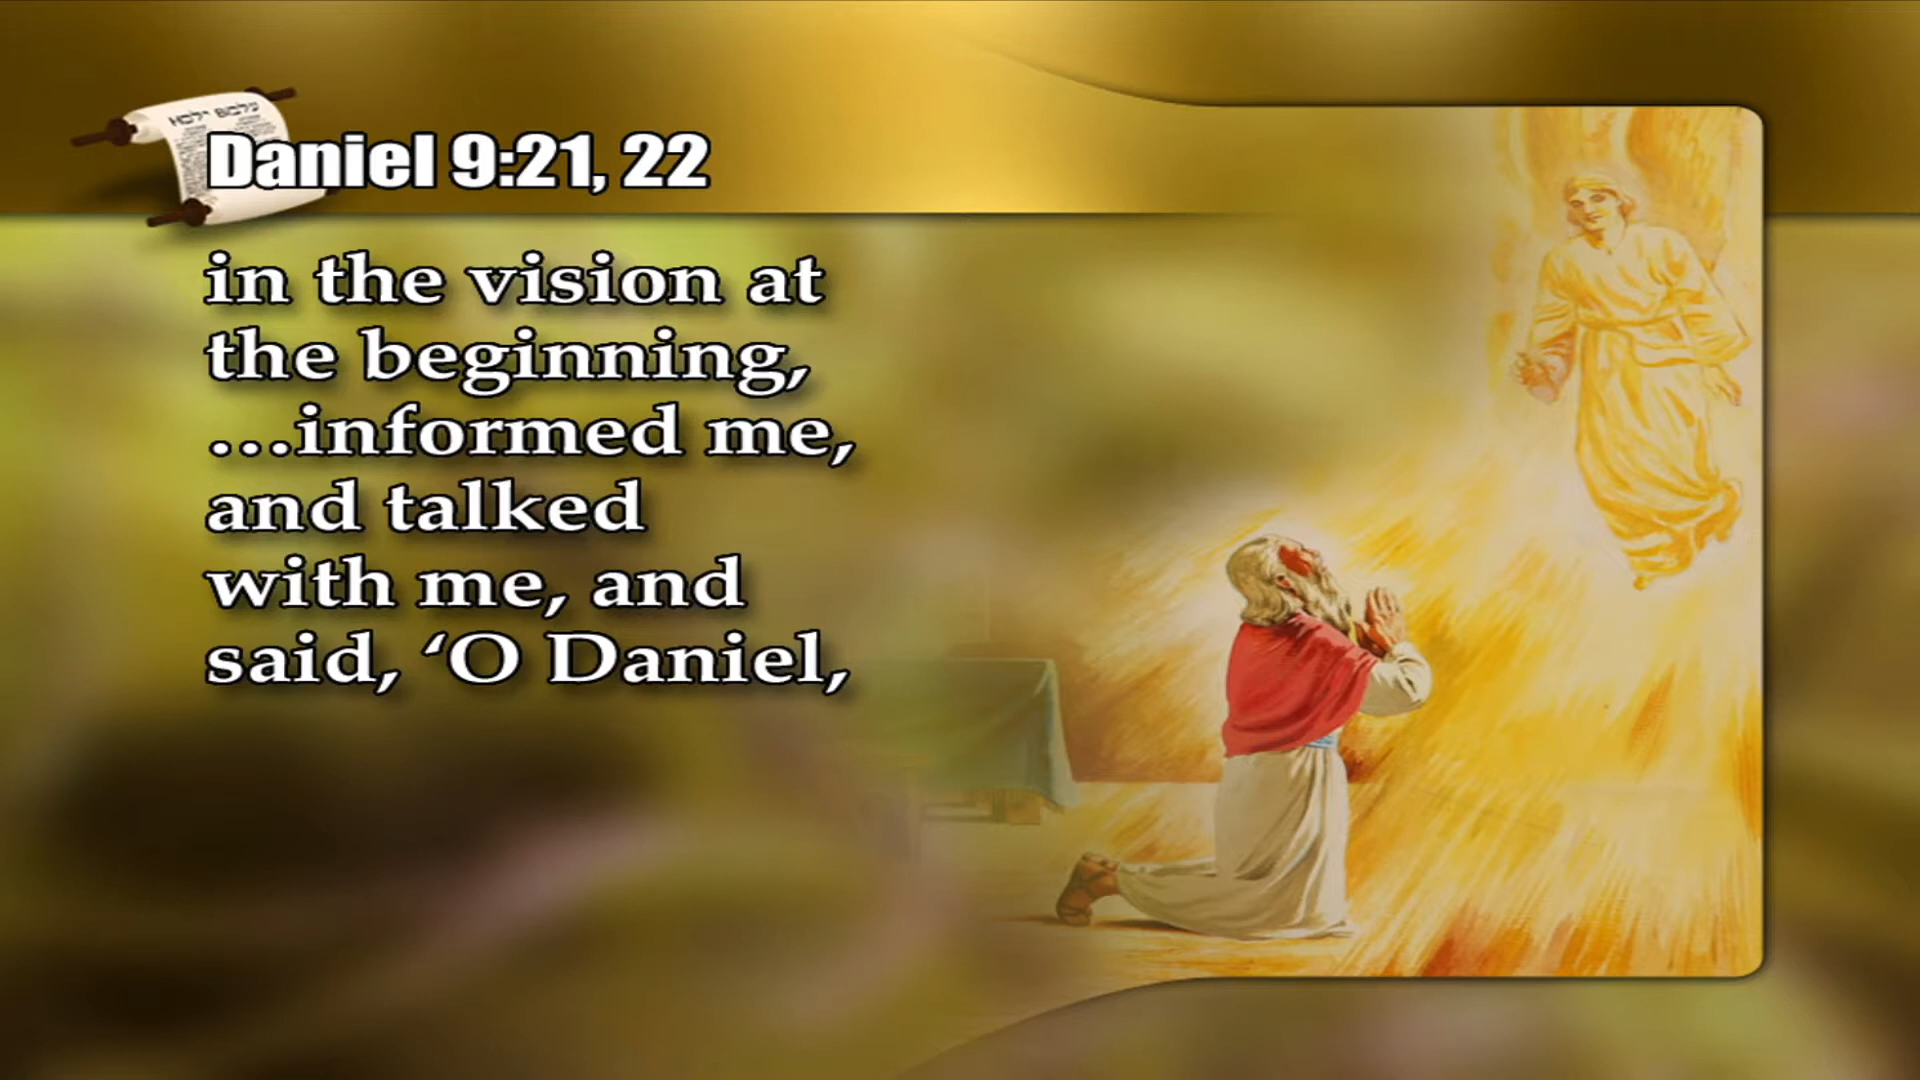 Daniel 9:21, 22
in the vision at
the beginning,
...informed me,
and talked
with me, and
said, ‘O Daniel,